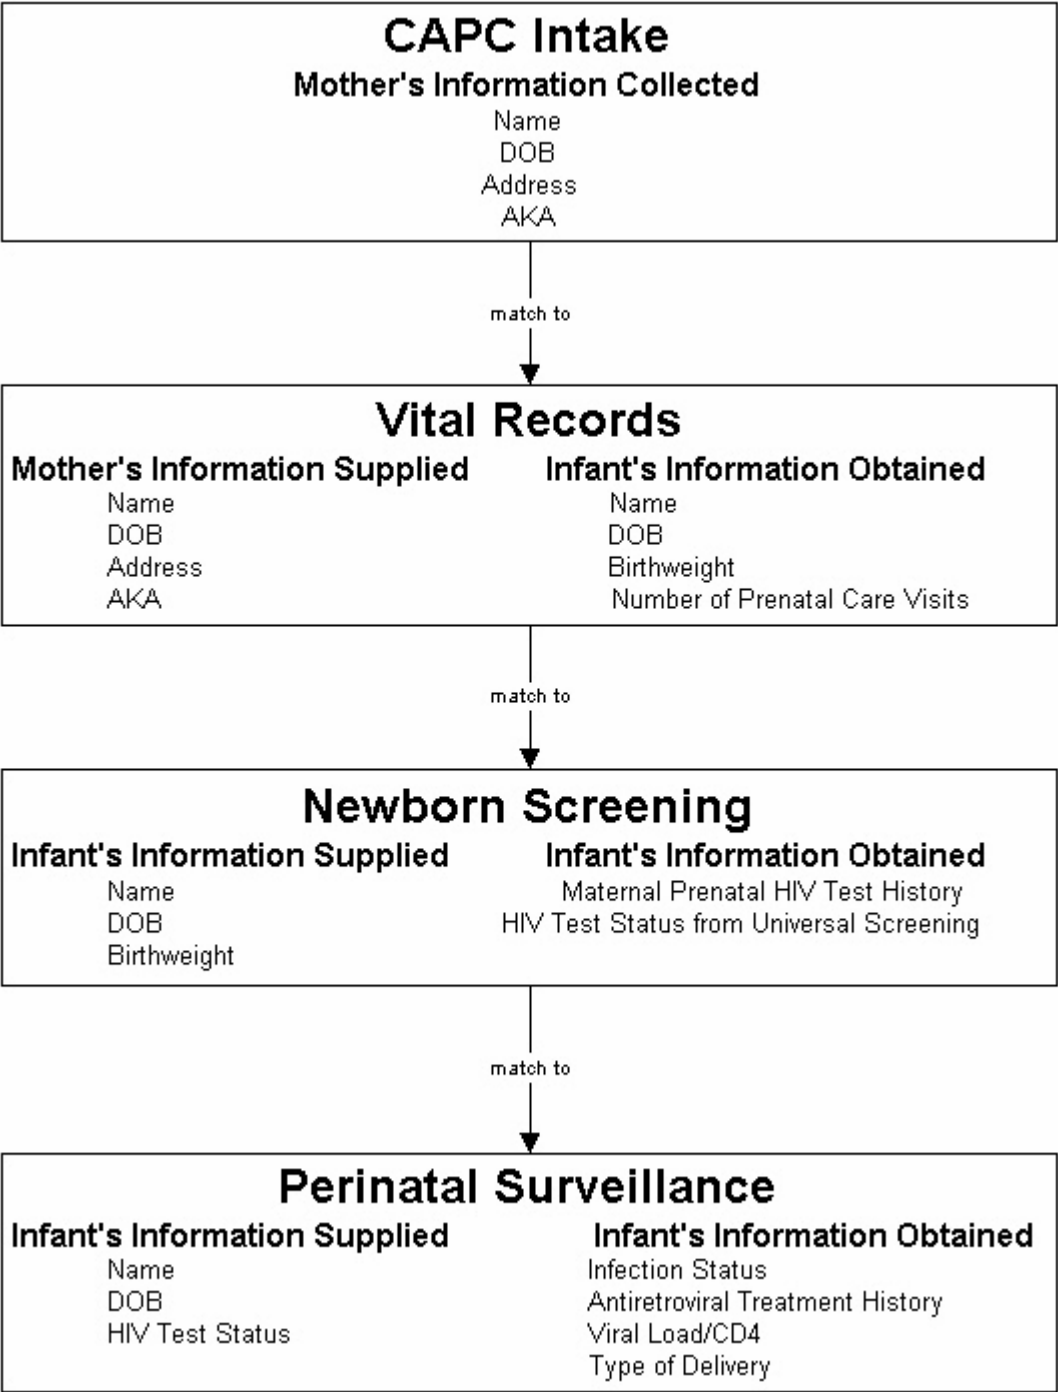 CAPC Intake
Mother's Information Collected
Name
DOB
Address
AKA
match to
Vital Records
Mother's Information Supplied
Name
DOB
Address
AKA
Infant's Information Obtained
Name
DOB
Birthweight
Number of Prenatal Care Visits
match to
Newborn Screening
Infant's Information Supplied
Name
DOB
Birthweight
Infant's Information Obtained
Maternal Prenatal HIV Test History
HIV Test Status from Universal Screening
match to
Perinatal Surveillance
Infant's Information Supplied
Name
DOB
HIV Test Status
Infant's Information Obtained
Infection Status
Antiretroviral Treatment History
Viral Load/CD4
Type of Delivery